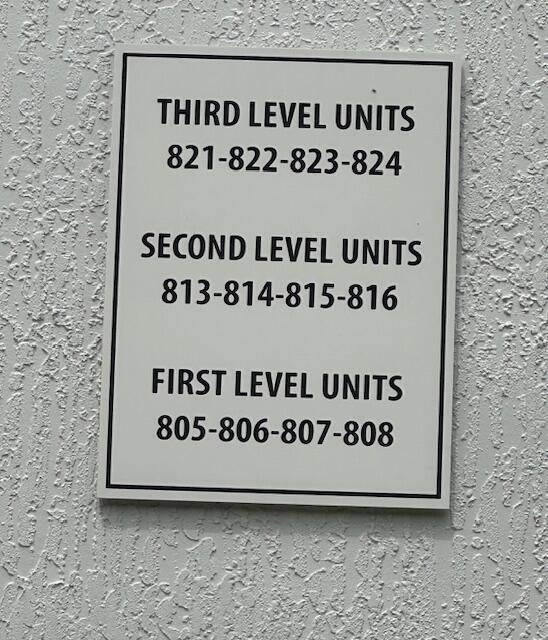 THIRD LEVEL UNITS
821-822-823-824
SECOND LEVEL UNITS
813-814-815-816
FIRST LEVEL UNITS
805-806-807-808